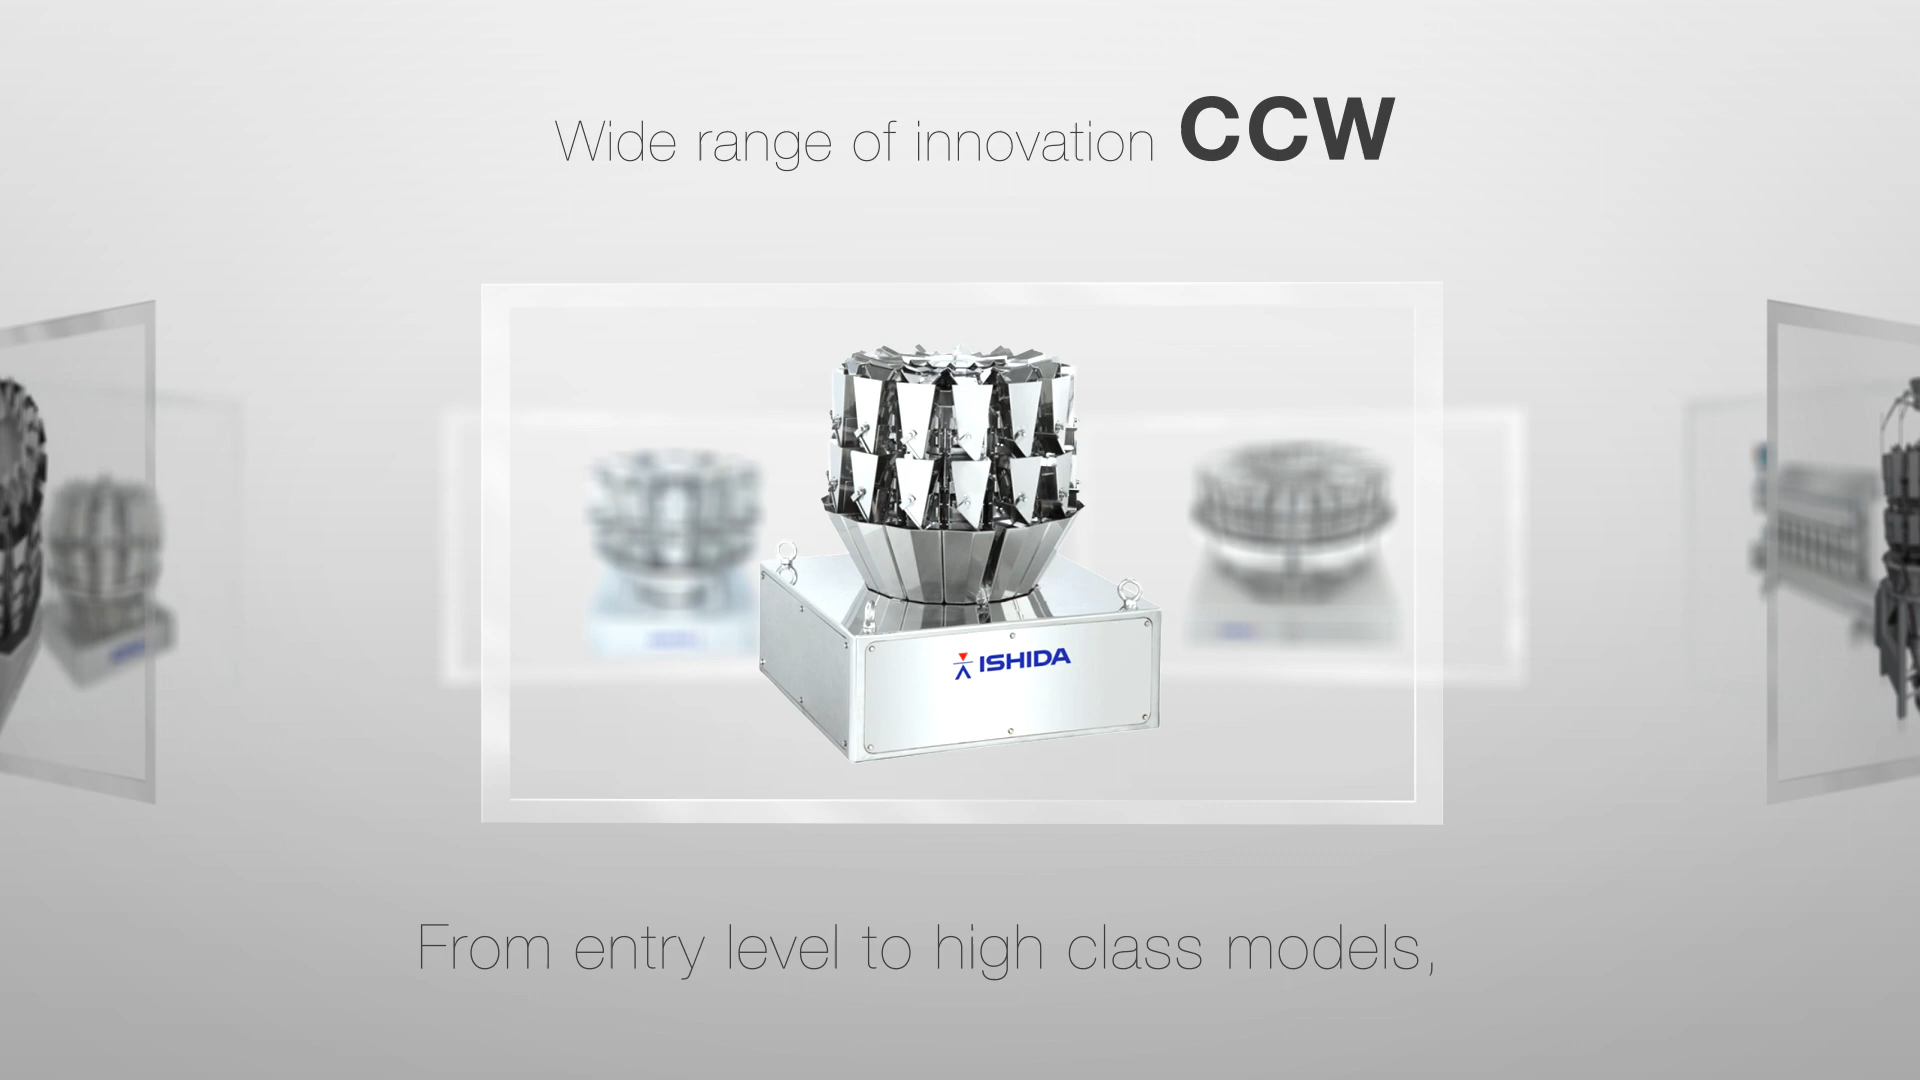 Wide range of innovation CCW
ISHIDA
From entry level to high class models,